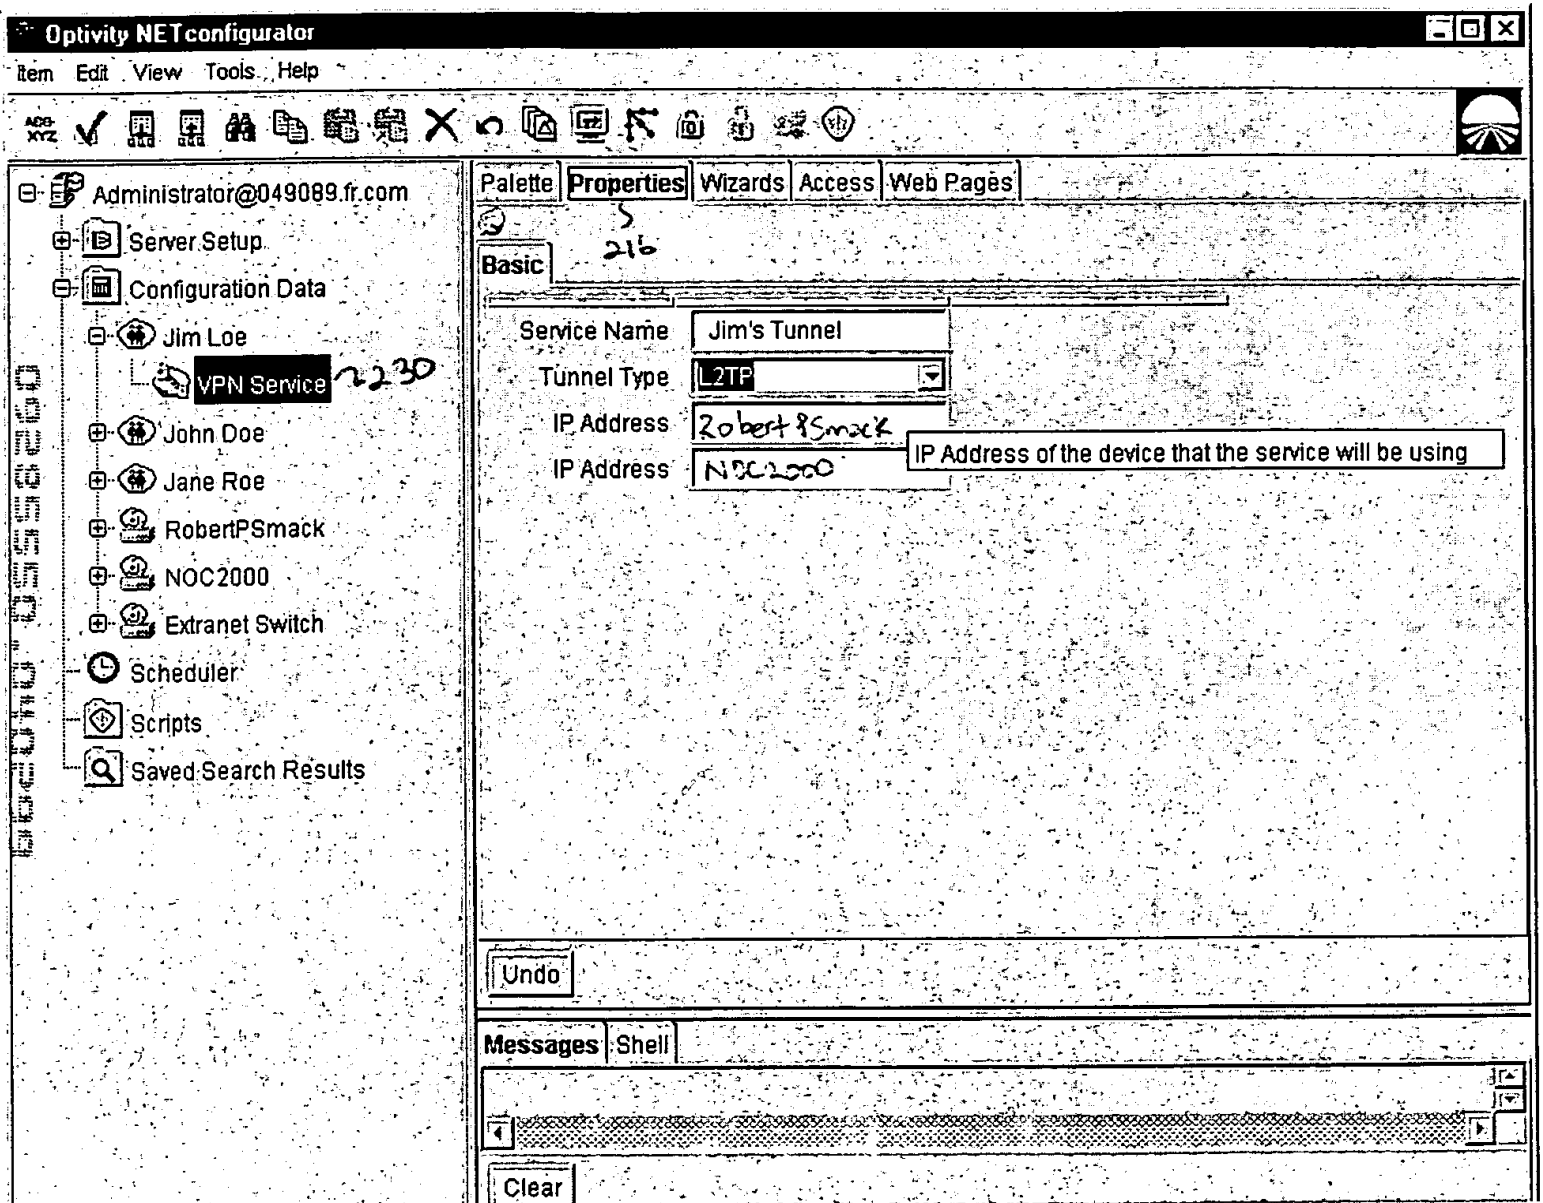 Optivity NETconfigurator
Item Edit View Tools Help
ABG-
XYZ
Administrator@049089.fr.com
Server Setup
Configuration Data
Jim Loe
VPN Service 230
John Doe
Jane Roe
RobertPSmack
NOC2000
Extranet Switch
Scheduler
Scripts
Saved Search Results
Palette Properties Wizards Access Web Pages
216
Basic
Service Name Jim's Tunnel
Tunnel Type L2TP
IP Address RobertPSmack
IP Address NOC2000
IP Address of the device that the service will be using
Undo
Messages Shell
Clear